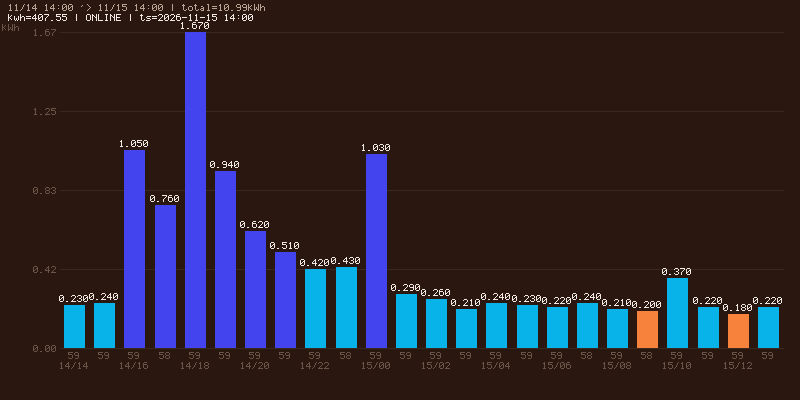 11/14 14:00 -> 11/15 14:00 | total=10.99KWh
Kwh=407.55 | ONLINE | ts=2026-11-15 14:00
KWh
1.67
1.25
0.83
0.42
0.00
0.230 0.240 1.050 0.760 1.670 0.940 0.620 0.510 0.420 0.430 1.030 0.290 0.260 0.210 0.240 0.230 0.220 0.240 0.210 0.200 0.370 0.220 0.180 0.220
59 59 59 58 59 59 59 59 59 58 59 59 59 59 59 59 59 58 59 58 59 59 59 59
14/14 14/16 14/18 14/20 14/22 15/00 15/02 15/04 15/06 15/08 15/10 15/12